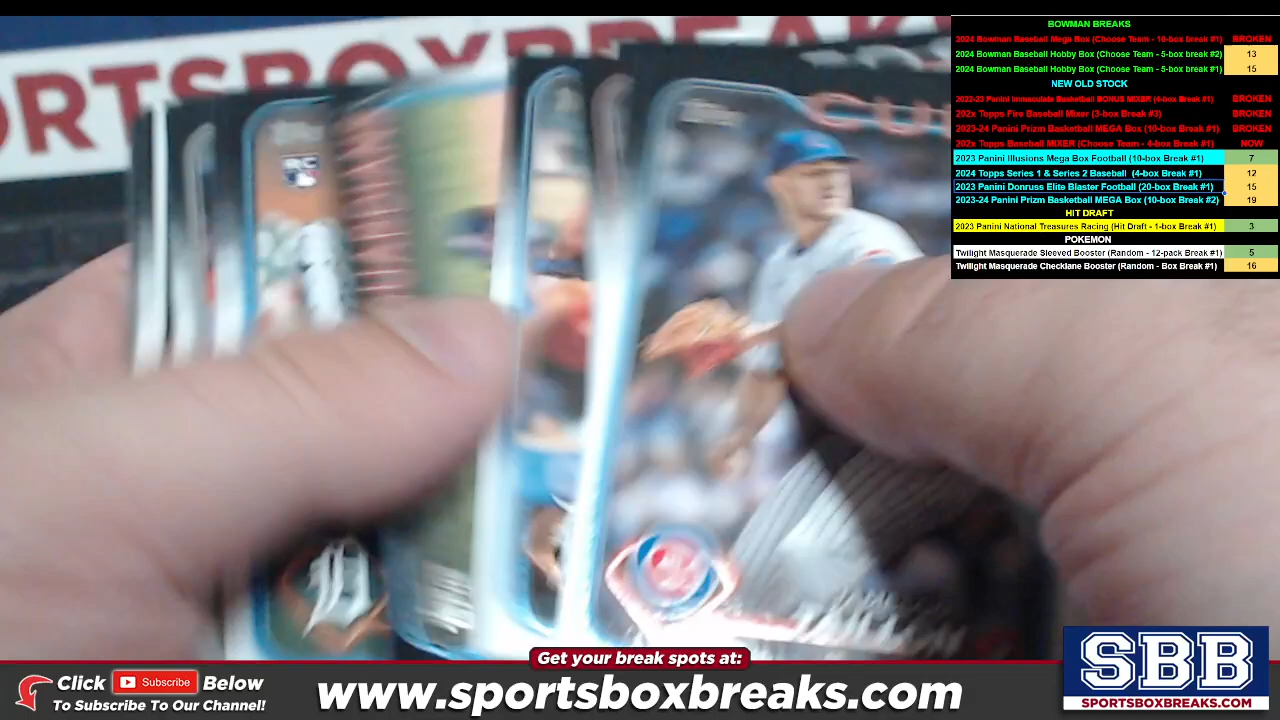 SPORTSBOXBREAKS
BOWMAN BREAKS
2024 Bowman Baseball Mega Box (Choose Team - 10-box break #1) BROKEN
2024 Bowman Baseball Hobby Box (Choose Team - 5-box break #2) 13
2024 Bowman Baseball Hobby Box (Choose Team - 5-box break #1) 15
NEW OLD STOCK
2022-23 Panini Immaculate Basketball BONUS MIXER (4-box Break #1) BROKEN
202x Topps Fire Baseball Mixer (3-box Break #3) BROKEN
2023-24 Panini Prizm Basketball MEGA Box (10-box Break #1) BROKEN
202x Topps Baseball MIXER (Choose Team - 4-box Break #1) NOW
2023 Panini Illusions Mega Box Football (10-box Break #1) 7
2024 Topps Series 1 & Series 2 Baseball (4-box Break #1) 12
2023 Panini Donruss Elite Blaster Football (20-box Break #1) 15
2023-24 Panini Prizm Basketball MEGA Box (10-box Break #2) 19
HIT DRAFT
2023 Panini National Treasures Racing (Hit Draft - 1-box Break #1) 3
POKEMON
Twilight Masquerade Sleeved Booster (Random - 12-pack Break #1) 5
Twilight Masquerade Checklane Booster (Random - Box Break #1) 16
RC
D
Get your break spots at:
Click Subscribe Below
To Subscribe To Our Channel!
www.sportsboxbreaks.com
SBB
SPORTSBOXBREAKS.COM